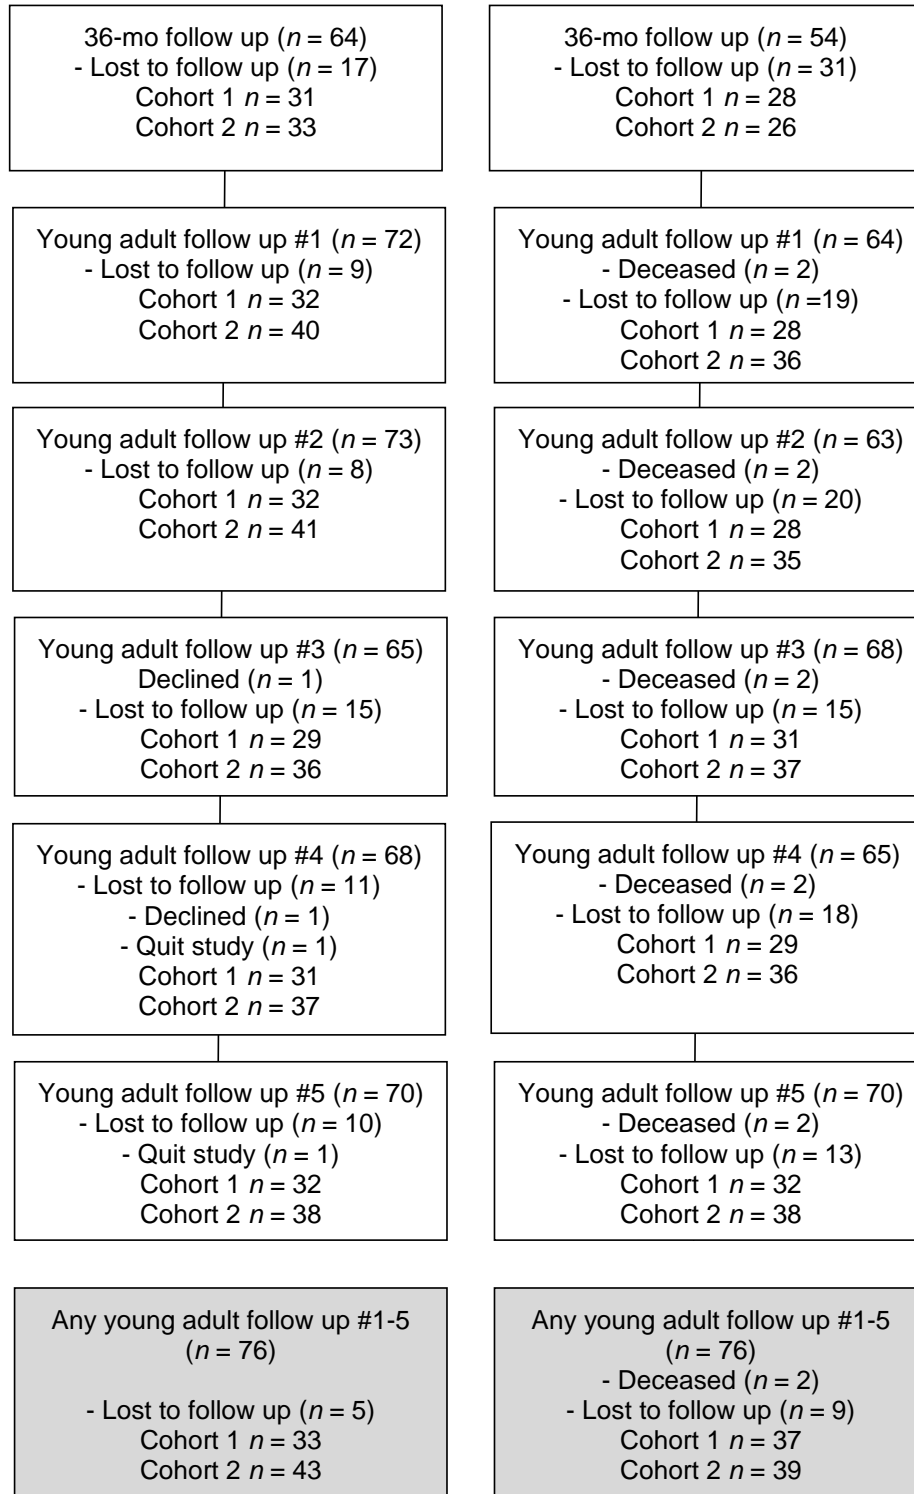 36-mo follow up (n = 64)
- Lost to follow up (n = 17)
Cohort 1 n = 31
Cohort 2 n = 33
36-mo follow up (n = 54)
- Lost to follow up (n = 31)
Cohort 1 n = 28
Cohort 2 n = 26
Young adult follow up #1 (n = 72)
- Lost to follow up (n = 9)
Cohort 1 n = 32
Cohort 2 n = 40
Young adult follow up #1 (n = 64)
- Deceased (n = 2)
- Lost to follow up (n =19)
Cohort 1 n = 28
Cohort 2 n = 36
Young adult follow up #2 (n = 73)
- Lost to follow up (n = 8)
Cohort 1 n = 32
Cohort 2 n = 41
Young adult follow up #2 (n = 63)
- Deceased (n = 2)
- Lost to follow up (n = 20)
Cohort 1 n = 28
Cohort 2 n = 35
Young adult follow up #3 (n = 65)
Declined (n = 1)
- Lost to follow up (n = 15)
Cohort 1 n = 29
Cohort 2 n = 36
Young adult follow up #3 (n = 68)
- Deceased (n = 2)
- Lost to follow up (n = 15)
Cohort 1 n = 31
Cohort 2 n = 37
Young adult follow up #4 (n = 68)
- Lost to follow up (n = 11)
- Declined (n = 1)
- Quit study (n = 1)
Cohort 1 n = 31
Cohort 2 n = 37
Young adult follow up #4 (n = 65)
- Deceased (n = 2)
- Lost to follow up (n = 18)
Cohort 1 n = 29
Cohort 2 n = 36
Young adult follow up #5 (n = 70)
- Lost to follow up (n = 10)
- Quit study (n = 1)
Cohort 1 n = 32
Cohort 2 n = 38
Young adult follow up #5 (n = 70)
- Deceased (n = 2)
- Lost to follow up (n = 13)
Cohort 1 n = 32
Cohort 2 n = 38
Any young adult follow up #1-5
(n = 76)
- Lost to follow up (n = 5)
Cohort 1 n = 33
Cohort 2 n = 43
Any young adult follow up #1-5
(n = 76)
- Deceased (n = 2)
- Lost to follow up (n = 9)
Cohort 1 n = 37
Cohort 2 n = 39